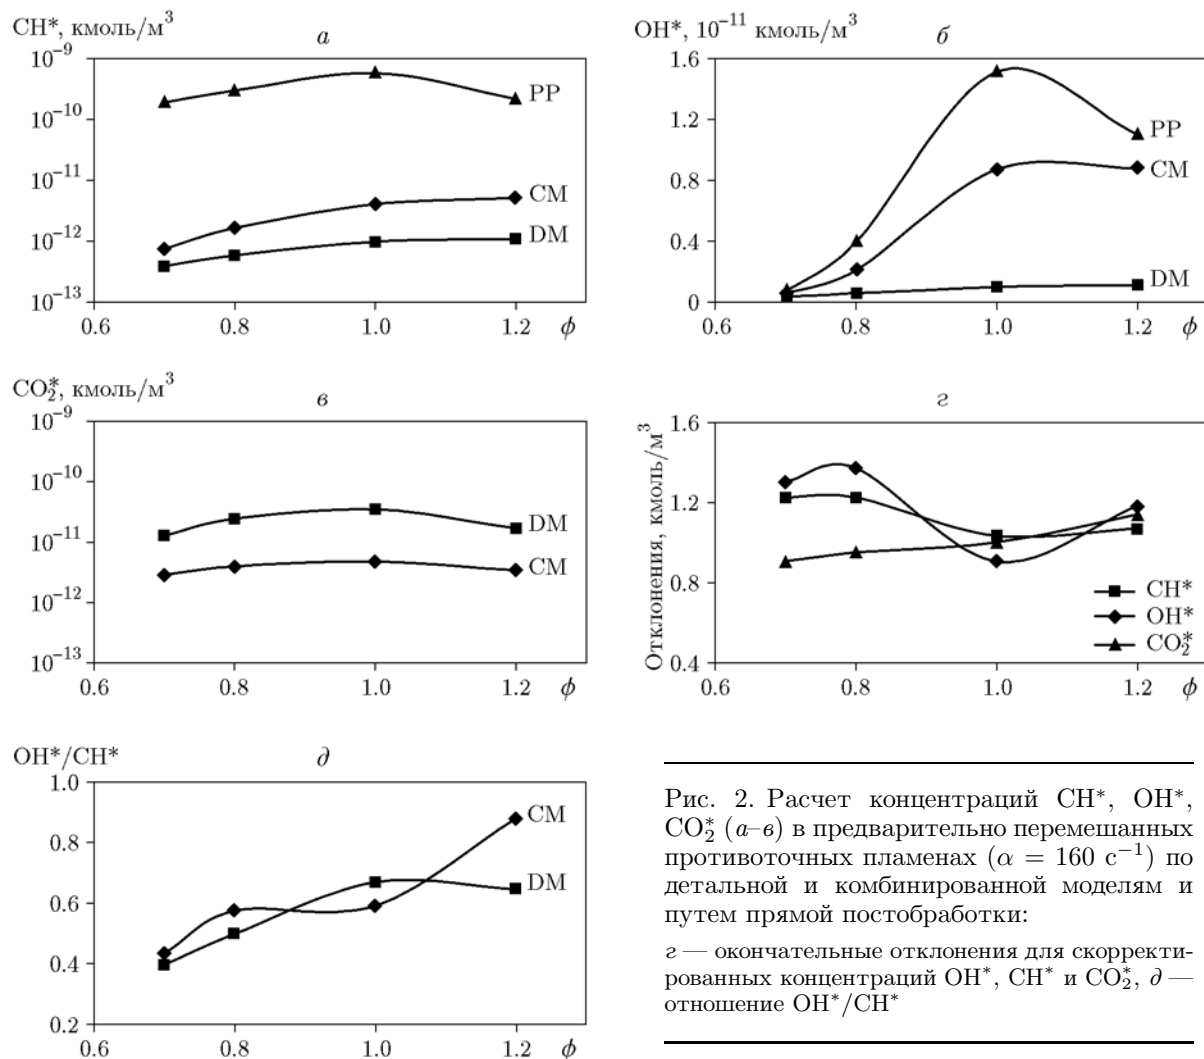 CH*, кмоль/м³
а
10⁻⁹
10⁻¹⁰
10⁻¹¹
10⁻¹²
10⁻¹³
PP
CM
DM
0.6 0.8 1.0 1.2 ϕ
OH*, 10⁻¹¹ кмоль/м³
б
1.6
1.2
0.8
0.4
0
PP
CM
DM
0.6 0.8 1.0 1.2 ϕ
CO₂*, кмоль/м³
в
10⁻⁹
10⁻¹⁰
10⁻¹¹
10⁻¹²
10⁻¹³
DM
CM
0.6 0.8 1.0 1.2 ϕ
г
Отклонения, кмоль/м³
1.6
1.2
0.8
0.4
CH*
OH*
CO₂*
0.6 0.8 1.0 1.2 ϕ
OH*/CH*
д
1.0
0.8
0.6
0.4
0.2
CM
DM
0.6 0.8 1.0 1.2 ϕ
Рис. 2. Расчет концентраций CH*, OH*,
CO₂* (а–в) в предварительно перемешанных
противоточных пламенах (α = 160 с⁻¹) по
детальной и комбинированной моделям и
путем прямой постобработки:
г — окончательные отклонения для скорректи-
рованных концентраций OH*, CH* и CO₂*, д —
отношение OH*/CH*